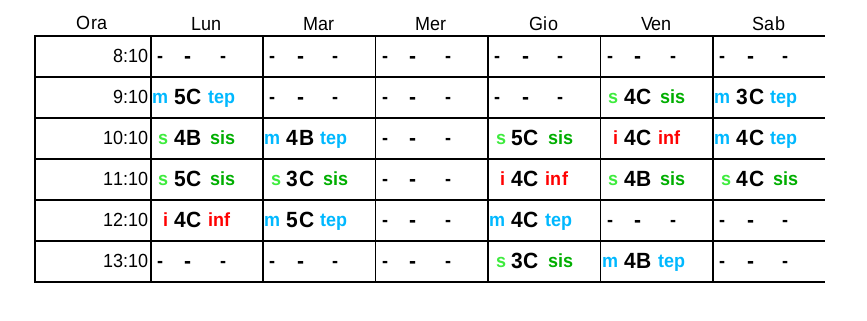 Ora Lun Mar Mer Gio Ven Sab
8:10 - - - - - - - - - - - - - - - - - -
9:10 m 5C tep - - - - - - - - - s 4C sis m 3C tep
10:10 s 4B sis m 4B tep - - - s 5C sis i 4C inf m 4C tep
11:10 s 5C sis s 3C sis - - - i 4C inf s 4B sis s 4C sis
12:10 i 4C inf m 5C tep - - - m 4C tep - - - - - -
13:10 - - - - - - - - - s 3C sis m 4B tep - - -